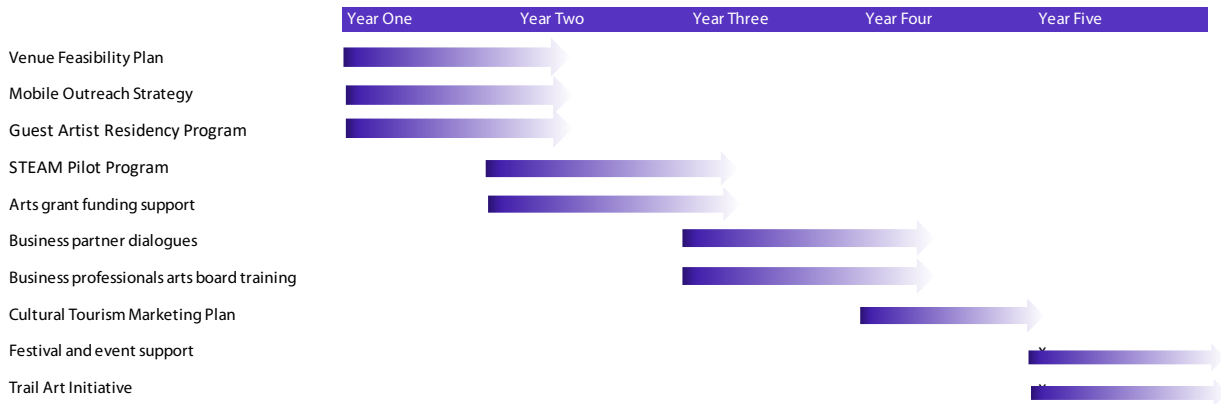 Year One Year Two Year Three Year Four Year Five
Venue Feasibility Plan
Mobile Outreach Strategy
Guest Artist Residency Program
STEAM Pilot Program
Arts grant funding support
Business partner dialogues
Business professionals arts board training
Cultural Tourism Marketing Plan
Festival and event support
Trail Art Initiative